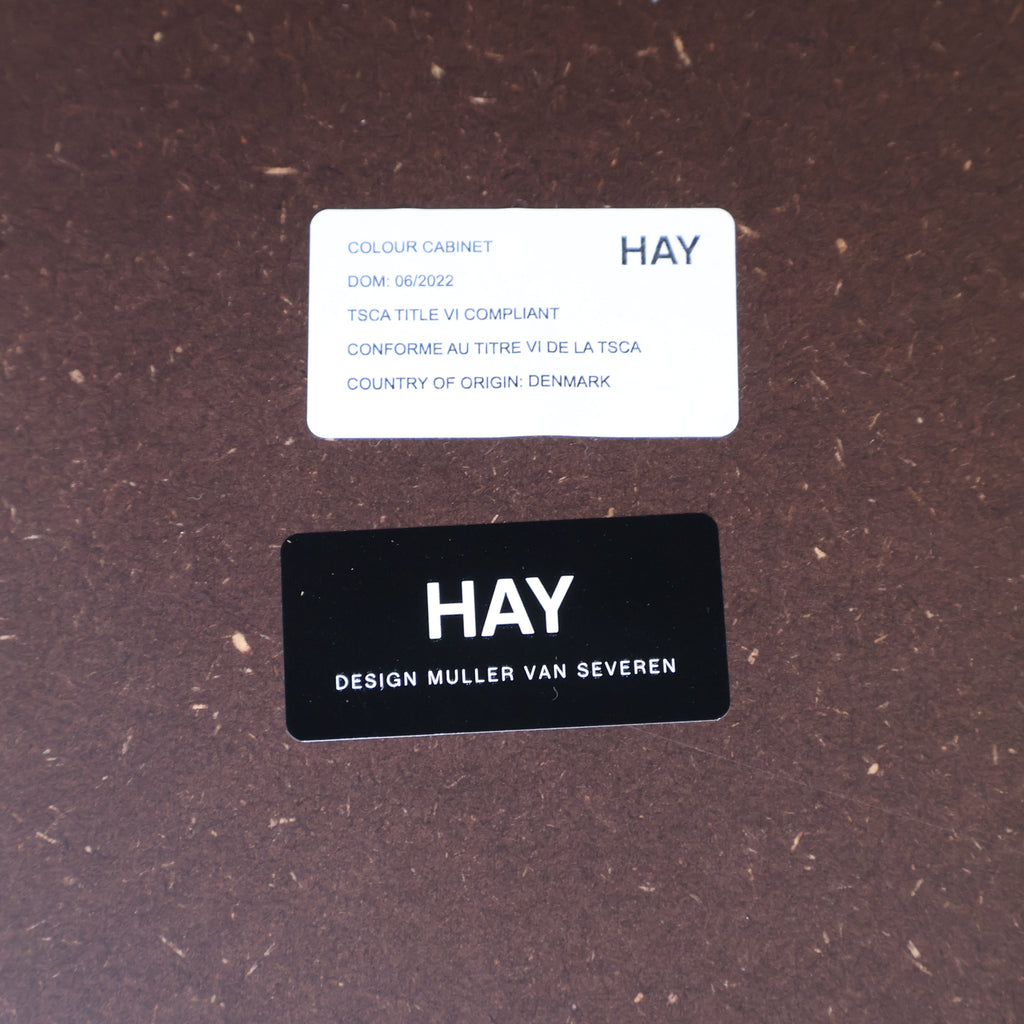 COLOUR CABINET
HAY
DOM: 06/2022
TSCA TITLE VI COMPLIANT
CONFORME AU TITRE VI DE LA TSCA
COUNTRY OF ORIGIN: DENMARK
HAY
DESIGN MULLER VAN SEVEREN